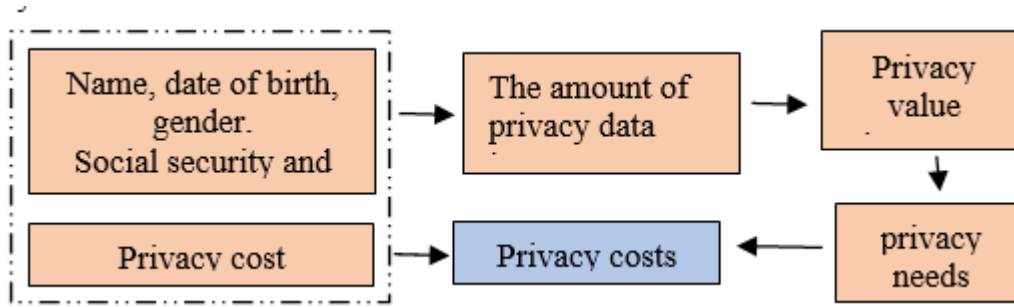 Name, date of birth,
gender.
Social security and
The amount of
privacy data
Privacy
value
Privacy cost
Privacy costs
privacy
needs